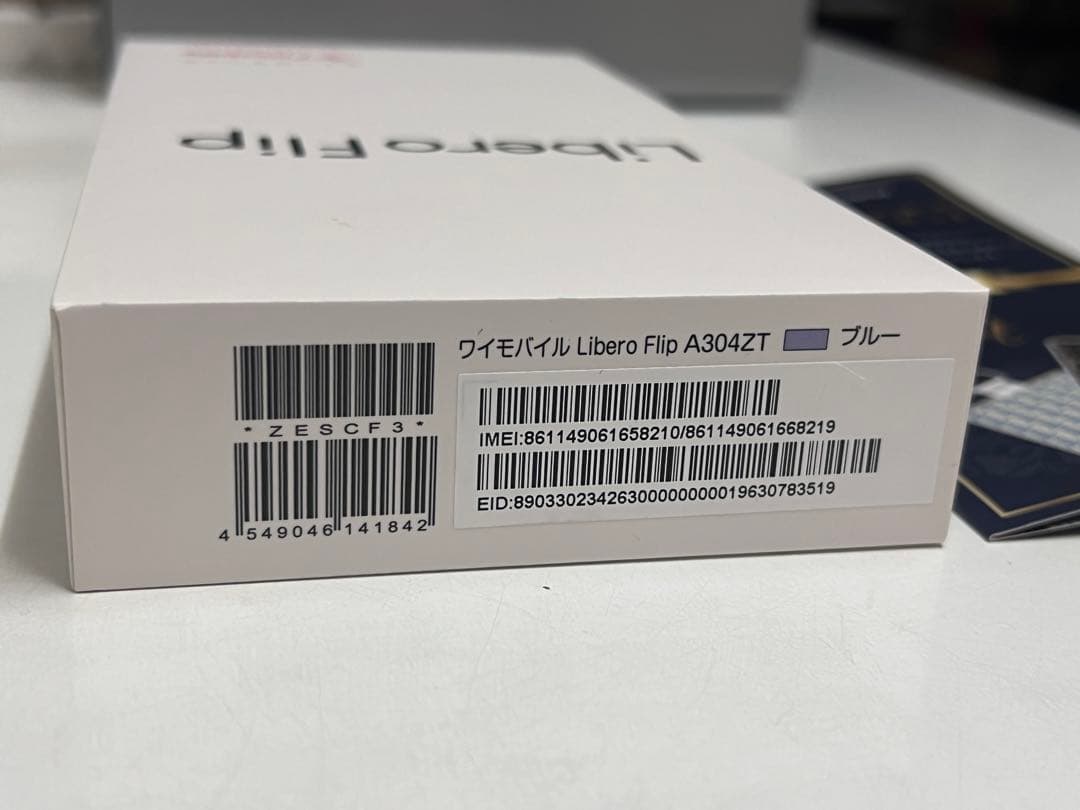 Libero Flip
ワイモバイル Libero Flip A304ZT ブルー
*ZESCF3*
4 549046 141842
IMEI:861149061658210/861149061668219
EID:89033023426300000000019630783519